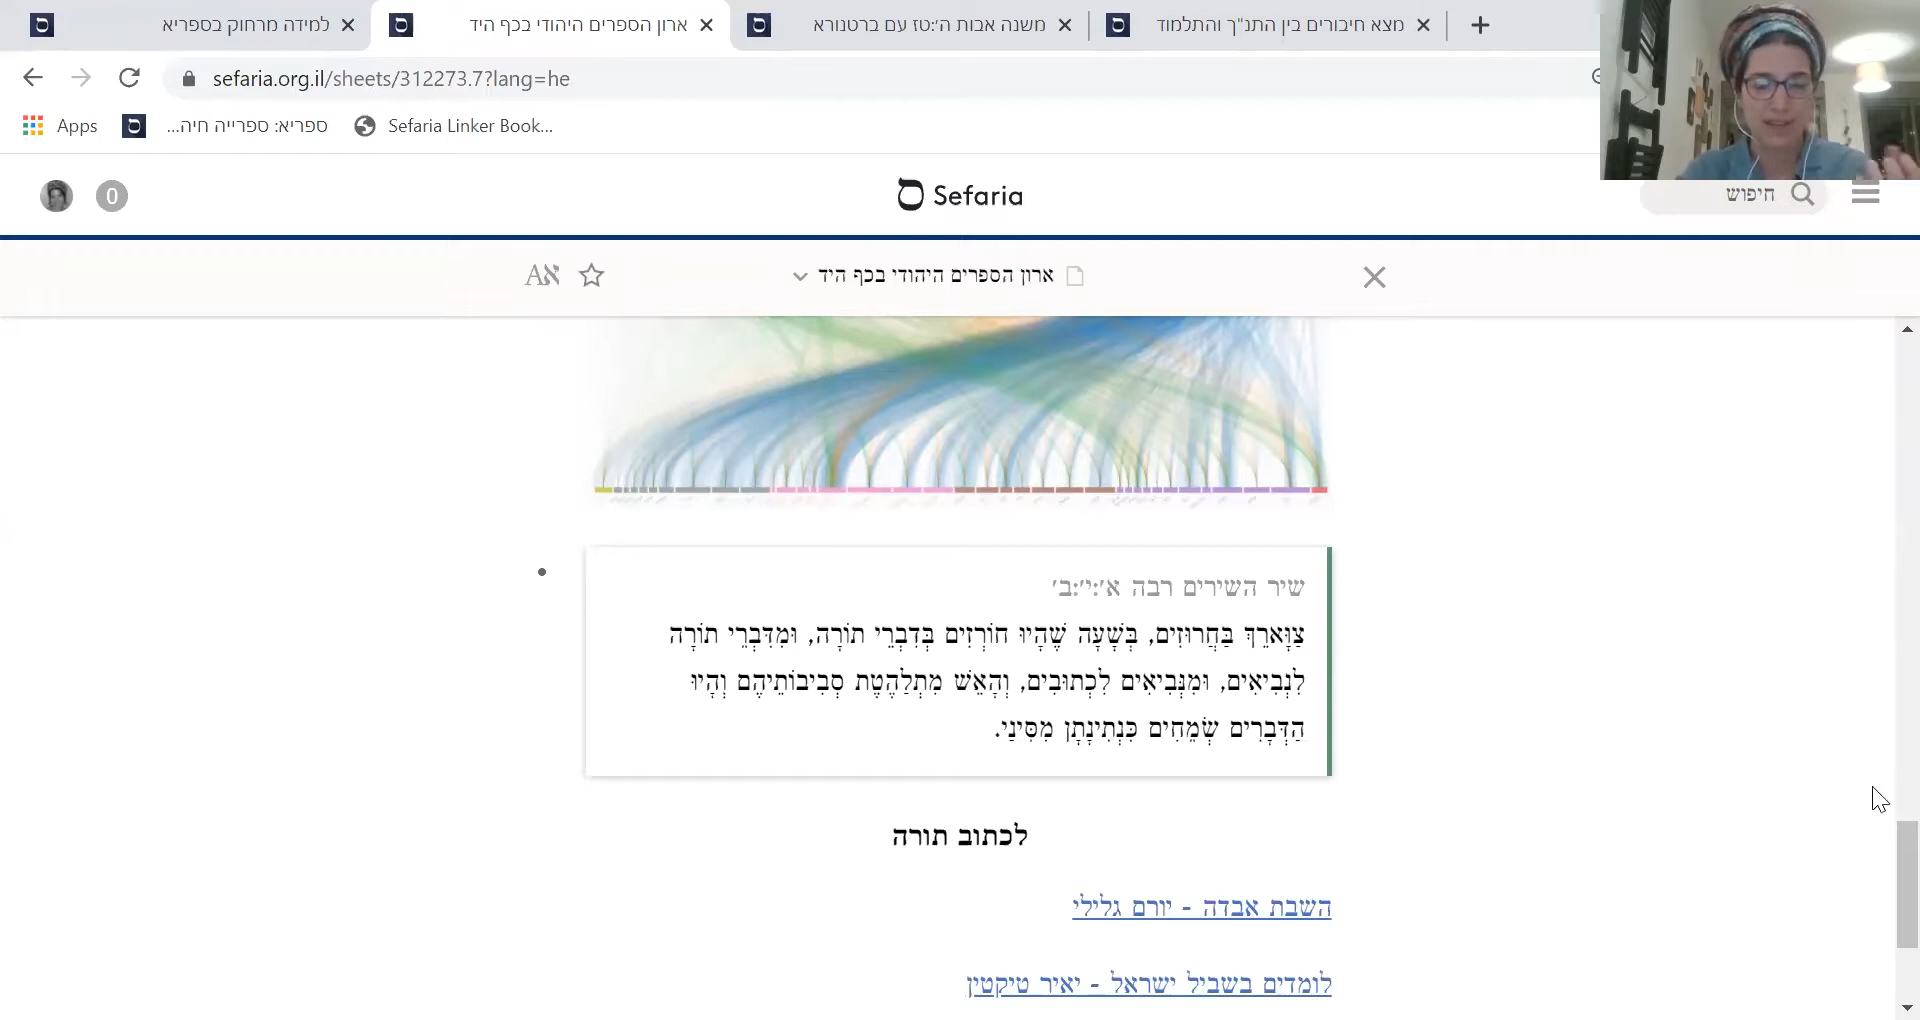 למידה מרחוק בספריא
ארון הספרים היהודי בכף היד
משנה אבות ה׳:טז עם ברטנורא
מצא חיבורים בין התנ"ך והתלמוד
sefaria.org.il/sheets/312273.7?lang=he
Apps
ספריא: ספרייה חיה...
Sefaria Linker Book...
0
Sefaria
חיפוש
Aא
ארון הספרים היהודי בכף היד
שיר השירים רבה א׳:י׳:ב׳
צַוָּארֵךְ בַּחֲרוּזִים, בְּשָׁעָה שֶׁהָיוּ חוֹרְזִים בְּדִבְרֵי תוֹרָה, וּמִדִּבְרֵי תוֹרָה
לִנְבִיאִים, וּמִנְּבִיאִים לִכְתוּבִים, וְהָאֵשׁ מִתְלַהֶטֶת סְבִיבוֹתֵיהֶם וְהָיוּ
הַדְּבָרִים שְׂמֵחִים כִּנְתִינָתָן מִסִּינַי.
לכתוב תורה
השבת אבדה - יורם גלילי
לומדים בשביל ישראל - יאיר טיקטין